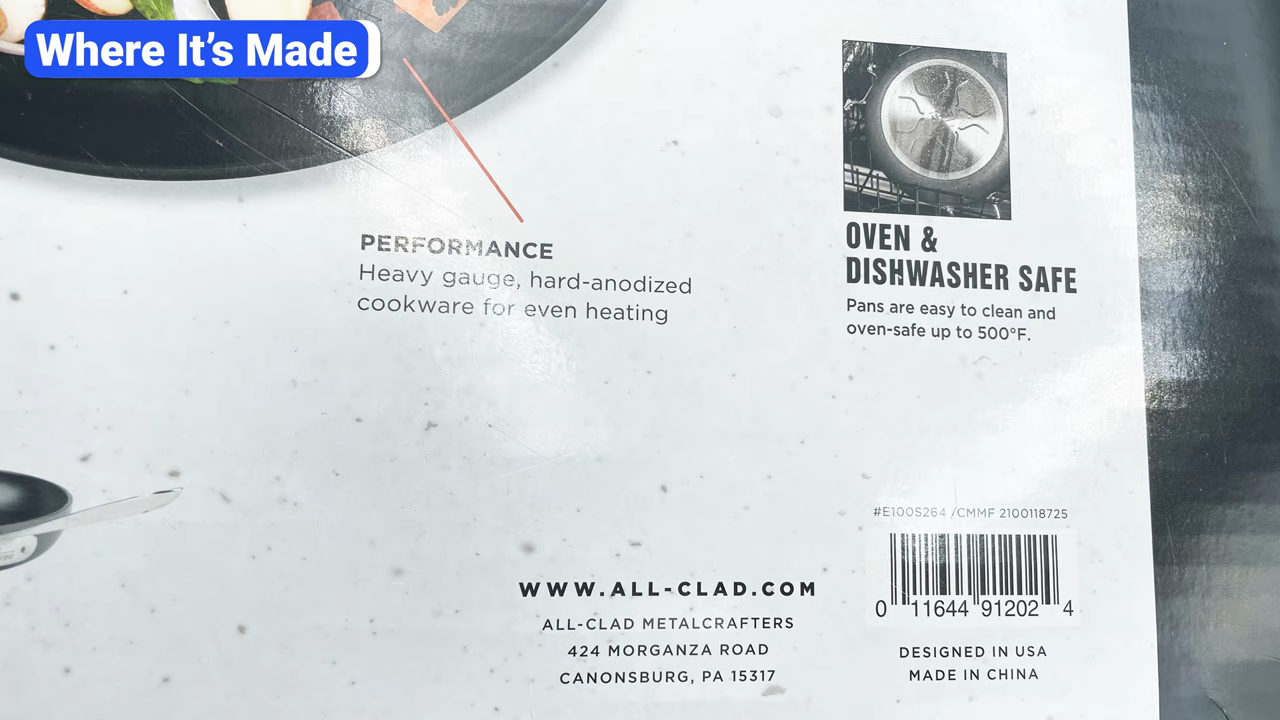 Where It's Made
PERFORMANCE
Heavy gauge, hard-anodized
cookware for even heating
OVEN &
DISHWASHER SAFE
Pans are easy to clean and
oven-safe up to 500°F.
#E100S264 /CMMF 2100118725
0 11644 91202 4
WWW.ALL-CLAD.COM
ALL-CLAD METALCRAFTERS
424 MORGANZA ROAD
CANONSBURG, PA 15317
DESIGNED IN USA
MADE IN CHINA